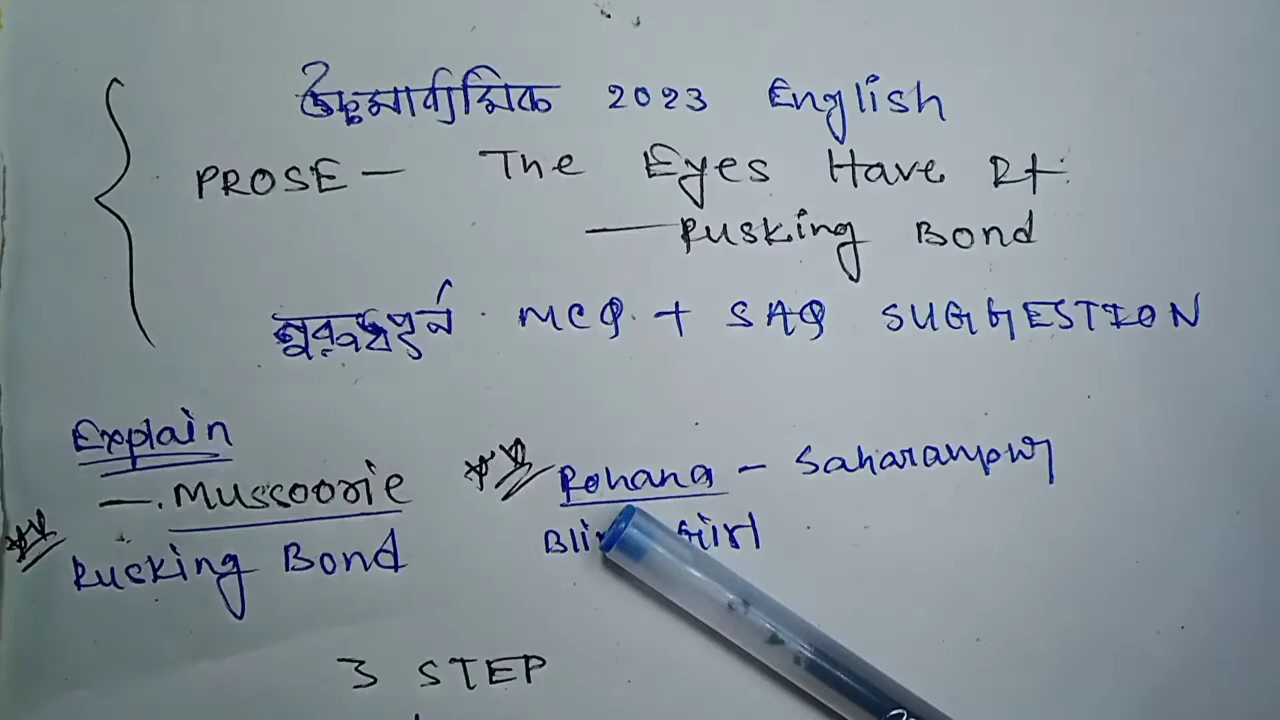 উচ্চমাধ্যমিক 2023 English
PROSE — The Eyes Have It:
— Rusking Bond
গুরুত্বপূর্ন MCQ + SAQ SUGGESTION
Explain
— Mussoorie
Rohana — Saharanpur
Rusking Bond
Girl
3 STEP